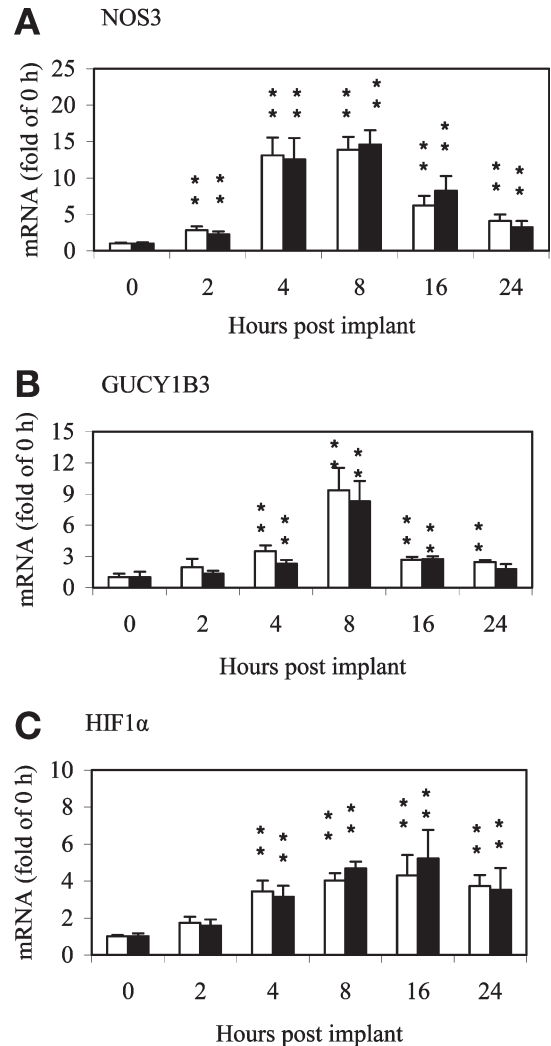 A NOS3
25
20
15
10
5
0
mRNA (fold of 0 h)
* * * * * * * * * *
* * * * * * * * * *
0 2 4 8 16 24
Hours post implant
B GUCY1B3
15
12
9
6
3
0
mRNA (fold of 0 h)
* * * * * * *
* * * * * * *
0 2 4 8 16 24
Hours post implant
C HIF1α
10
8
6
4
2
0
mRNA (fold of 0 h)
* * * * * * * *
* * * * * * * *
0 2 4 8 16 24
Hours post implant